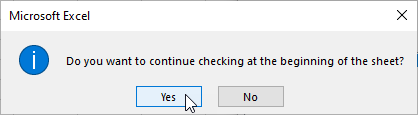 Microsoft Excel
Do you want to continue checking at the beginning of the sheet?
Yes
No